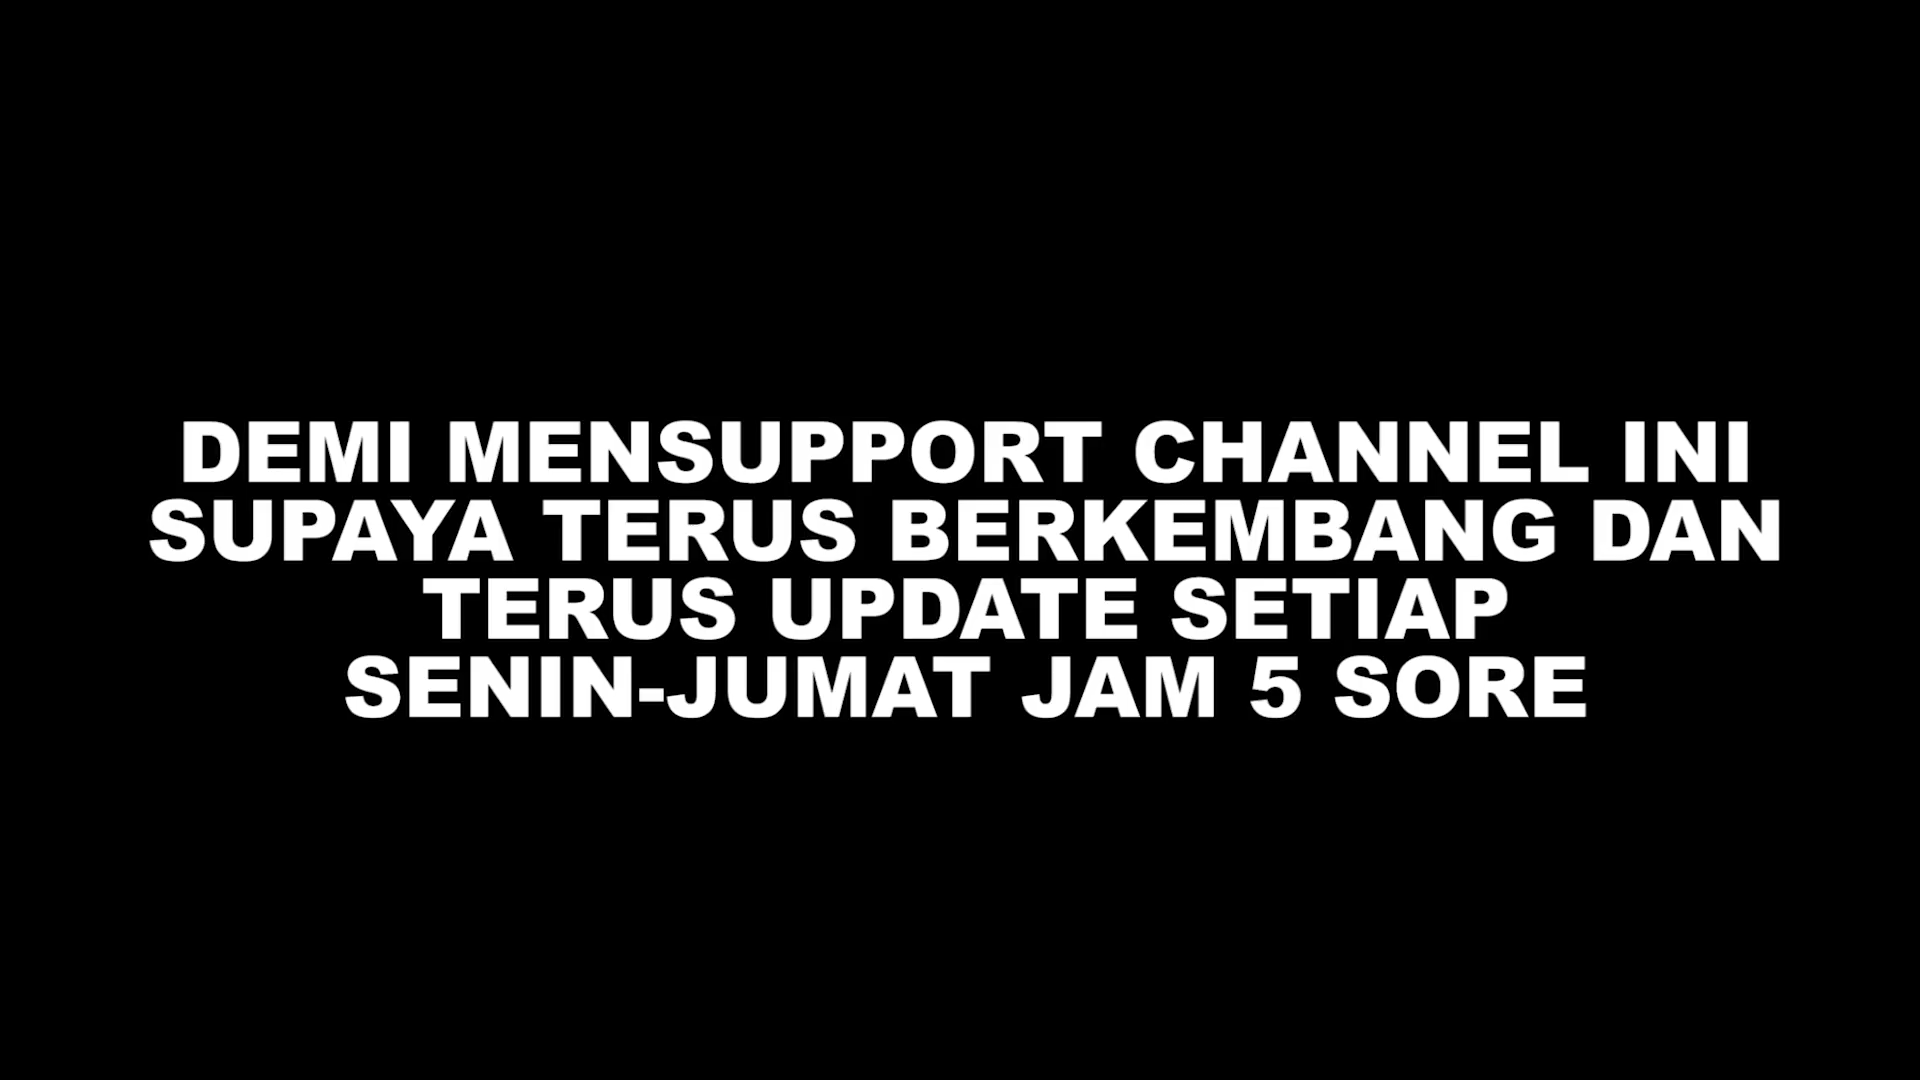 DEMI MENSUPPORT CHANNEL INI
SUPAYA TERUS BERKEMBANG DAN
TERUS UPDATE SETIAP
SENIN-JUMAT JAM 5 SORE